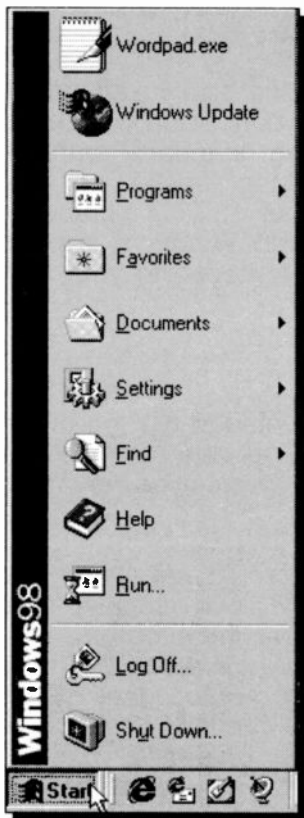 Wordpad.exe
Windows Update
Programs
Favorites
Documents
Settings
Find
Help
Run...
Log Off...
Shut Down...
Windows98
Start